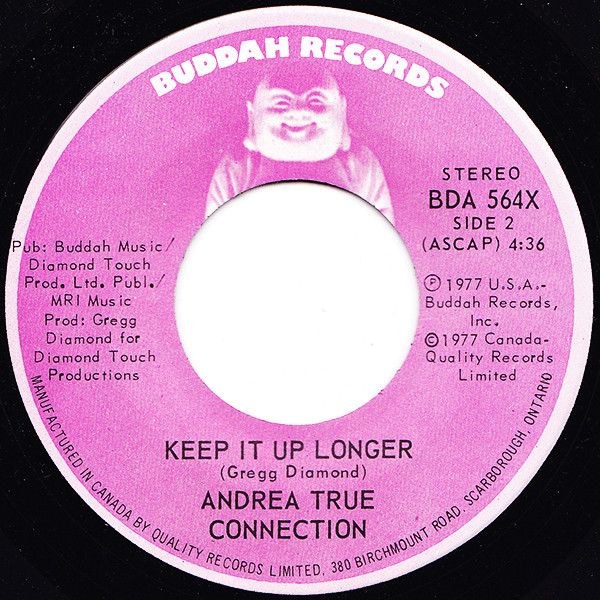 BUDDAH RECORDS
STEREO
BDA 564X
SIDE 2
(ASCAP) 4:36
Pub: Buddah Music/
Diamond Touch
Prod. Ltd. Publ./
MRI Music
Prod: Gregg
Diamond for
Diamond Touch
Productions
Ⓟ1977 U.S.A.-
Buddah Records,
Inc.
©1977 Canada-
Quality Records
Limited
KEEP IT UP LONGER
(Gregg Diamond)
ANDREA TRUE
CONNECTION
MANUFACTURED IN CANADA BY QUALITY RECORDS LIMITED, 380 BIRCHMOUNT ROAD, SCARBOROUGH, ONTARIO